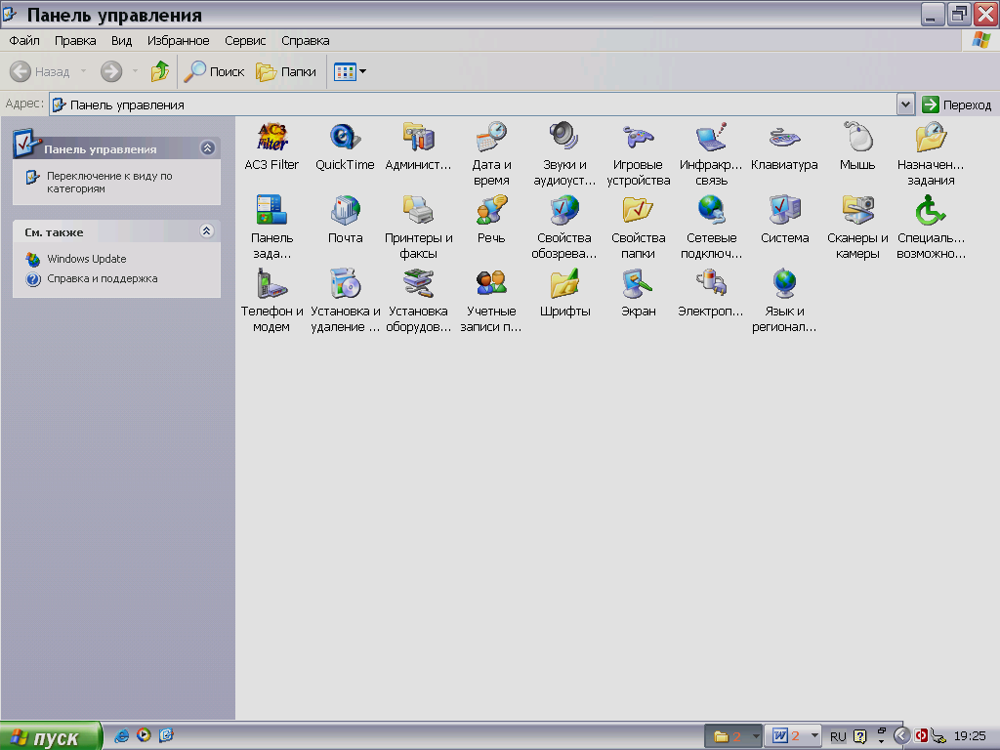 Панель управления
Файл Правка Вид Избранное Сервис Справка
Назад Поиск Папки
Адрес: Панель управления Переход
Панель управления
Переключение к виду по
категориям
См. также
Windows Update
Справка и поддержка
AC3 Filter
AC3 Filter QuickTime Админист... Дата и время Звуки и аудиоуст... Игровые устройства Инфракр... связь Клавиатура Мышь Назначен... задания
Панель зада... Почта Принтеры и факсы Речь Свойства обозрева... Свойства папки Сетевые подключ... Система Сканеры и камеры Специаль... возможно...
Телефон и модем Установка и удаление ... Установка оборудов... Учетные записи п... Шрифты Экран Электроп... Язык и регионал...
пуск 2 2 RU 19:25